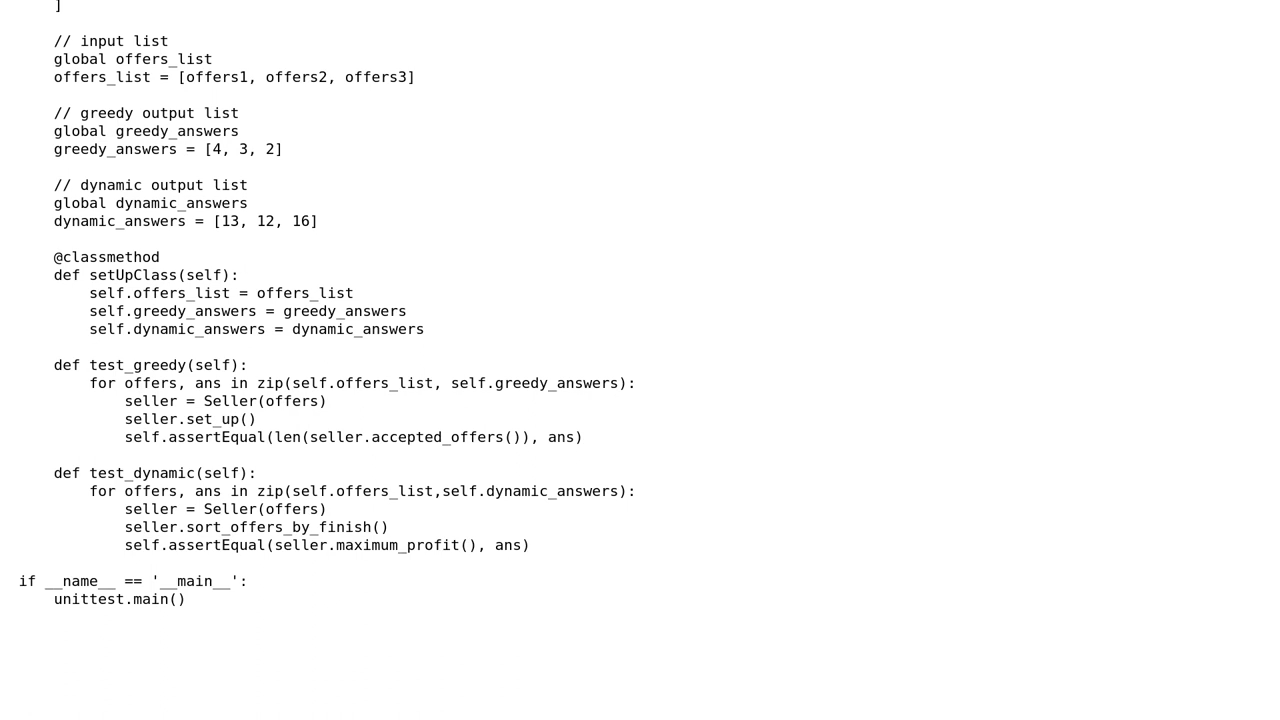 ]
// input list
global offers_list
offers_list = [offers1, offers2, offers3]
// greedy output list
global greedy_answers
greedy_answers = [4, 3, 2]
// dynamic output list
global dynamic_answers
dynamic_answers = [13, 12, 16]
@classmethod
def setUpClass(self):
self.offers_list = offers_list
self.greedy_answers = greedy_answers
self.dynamic_answers = dynamic_answers
def test_greedy(self):
for offers, ans in zip(self.offers_list, self.greedy_answers):
seller = Seller(offers)
seller.set_up()
self.assertEqual(len(seller.accepted_offers()), ans)
def test_dynamic(self):
for offers, ans in zip(self.offers_list,self.dynamic_answers):
seller = Seller(offers)
seller.sort_offers_by_finish()
self.assertEqual(seller.maximum_profit(), ans)
if __name__ == '__main__':
unittest.main()